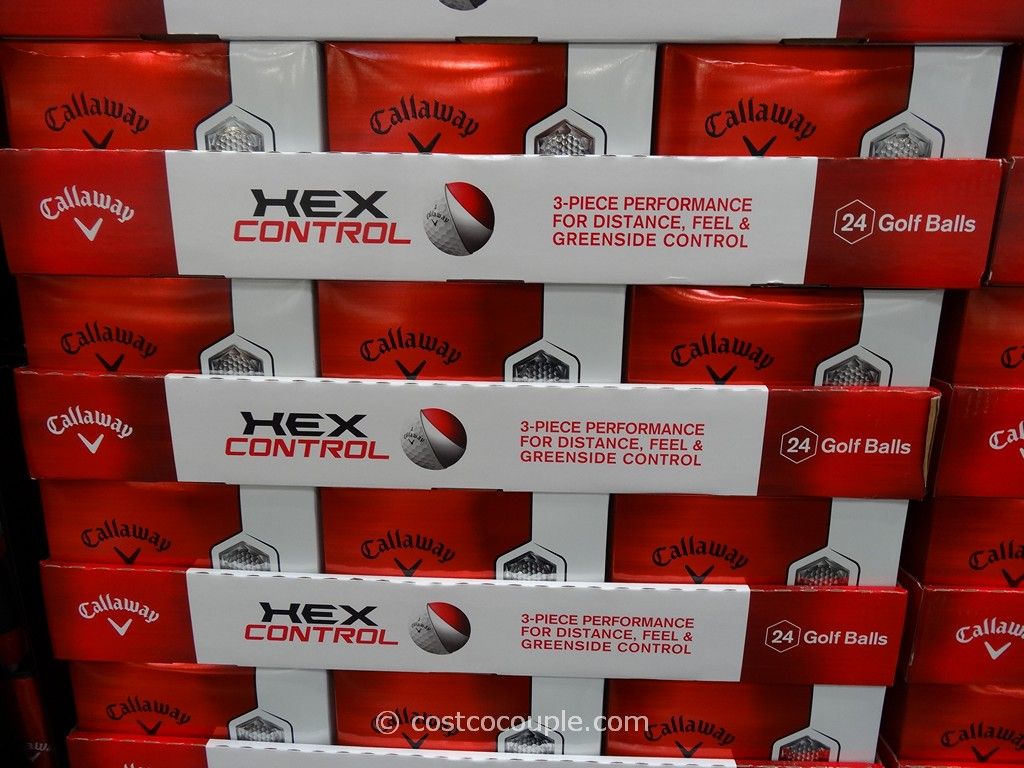 Callaway
Callaway
Callaway
Callaway
HEX
CONTROL
3-PIECE PERFORMANCE
FOR DISTANCE, FEEL &
GREENSIDE CONTROL
24 Golf Balls
Callaway
Callaway
Callaway
Callaway
HEX
CONTROL
3-PIECE PERFORMANCE
FOR DISTANCE, FEEL &
GREENSIDE CONTROL
24 Golf Balls
Callaway
Callaway
Callaway
Callaway
HEX
CONTROL
3-PIECE PERFORMANCE
FOR DISTANCE, FEEL &
GREENSIDE CONTROL
24 Golf Balls
Callaway
Callaway
Callaway
Callaway
© costcocouple.com